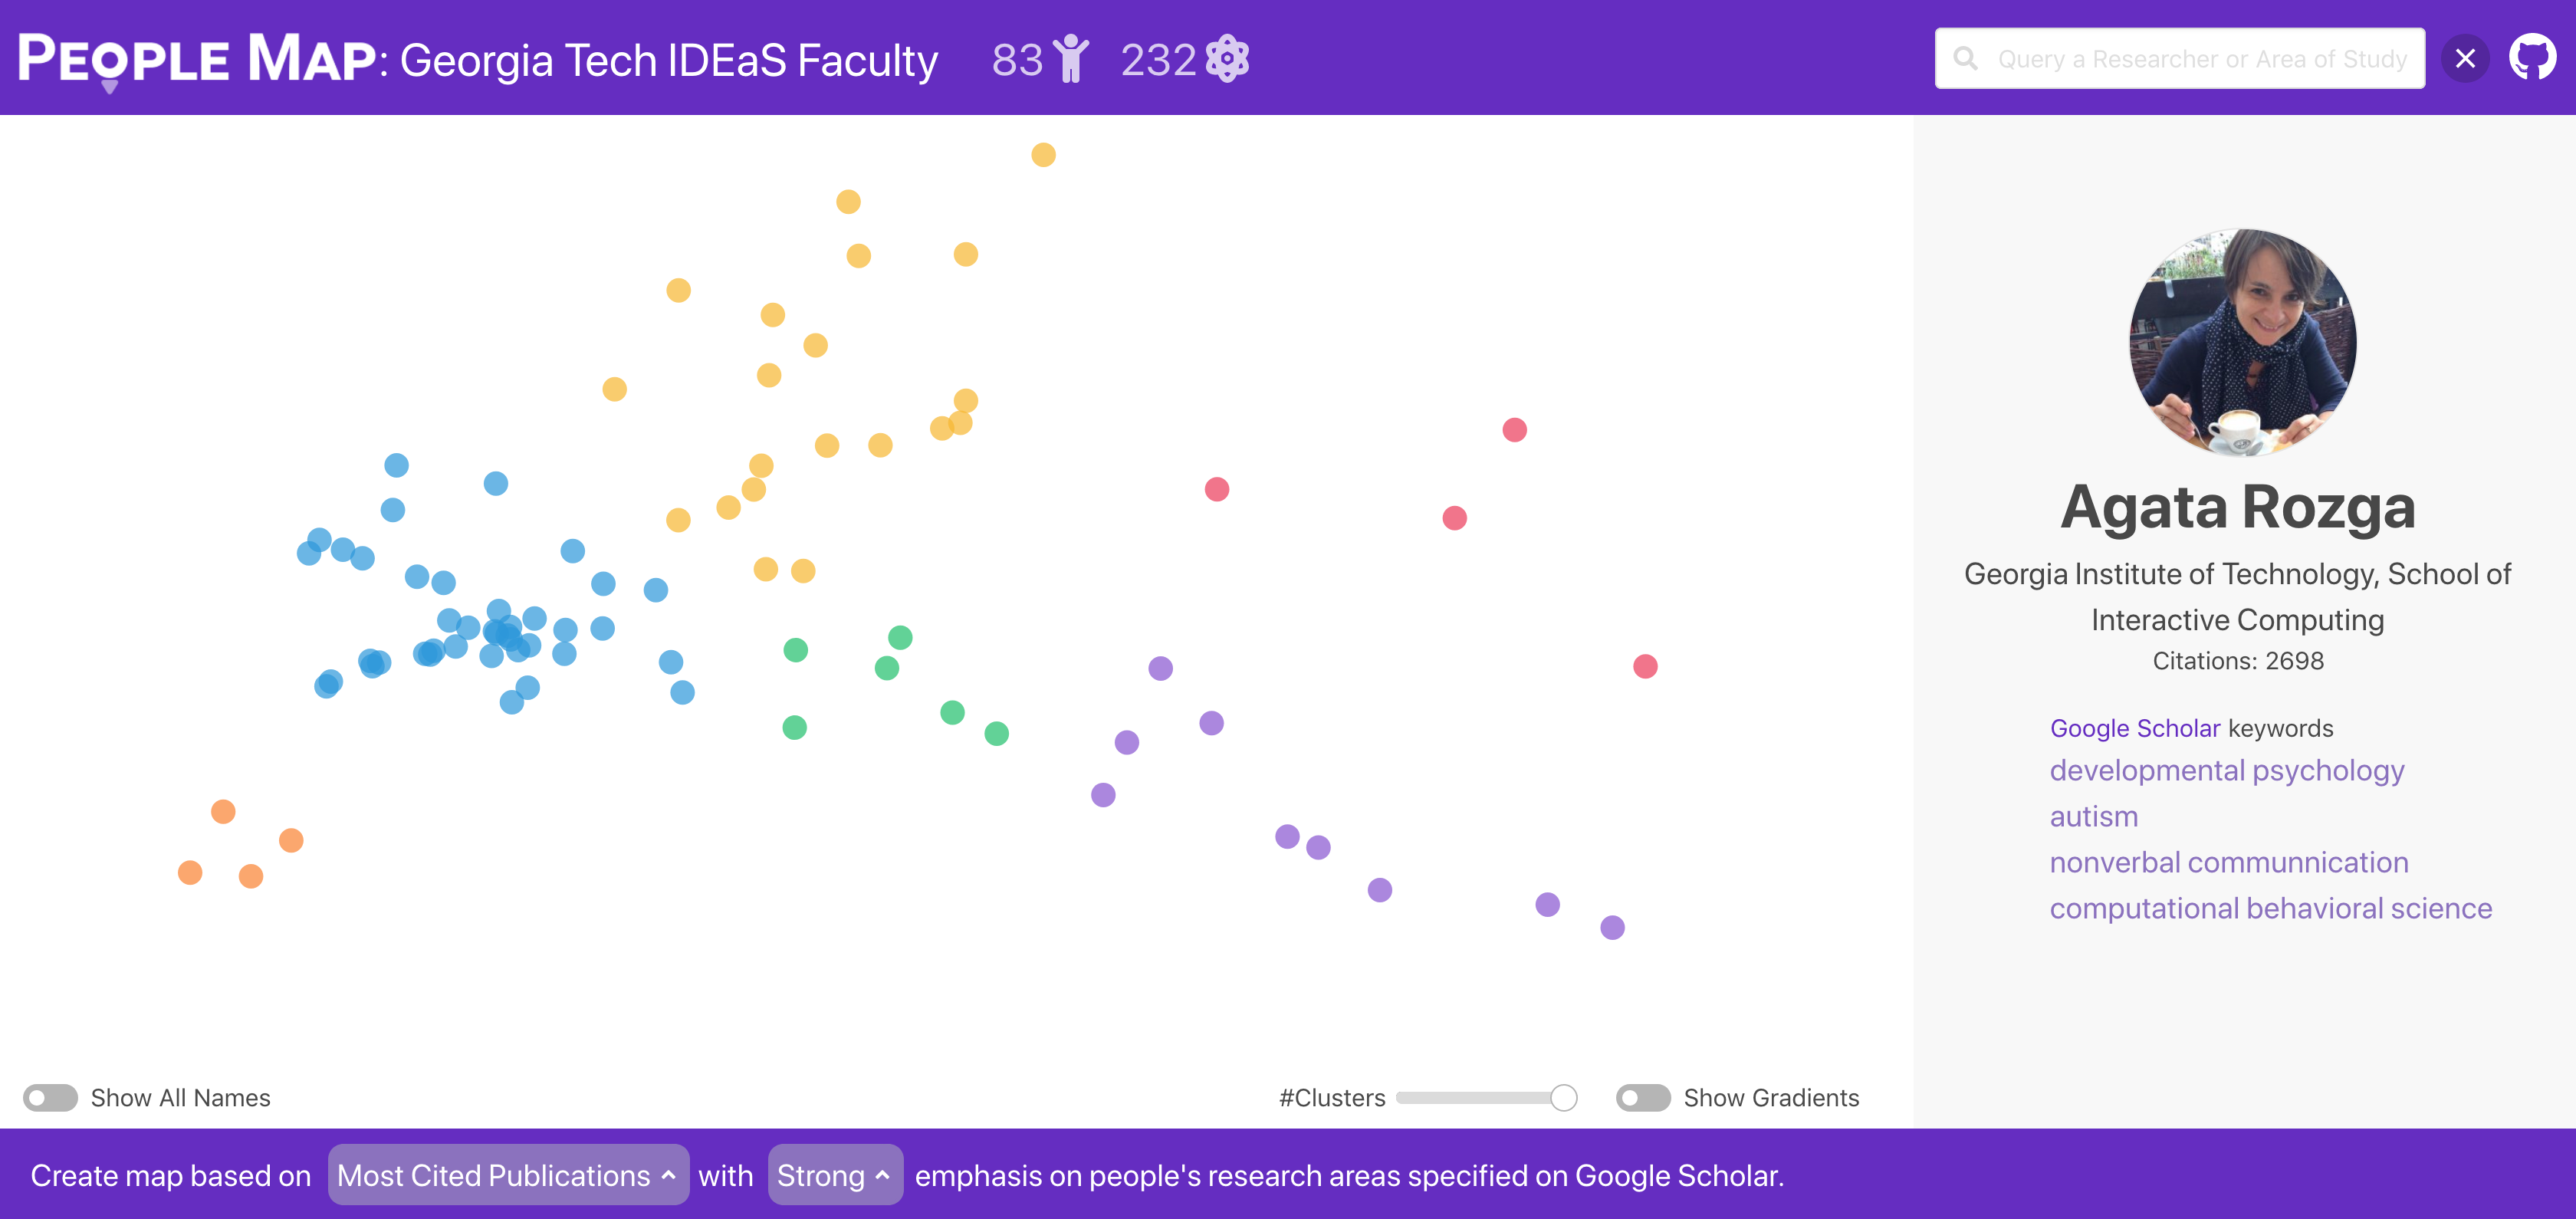 PEOPLE MAP: Georgia Tech IDEaS Faculty 83 232
Query a Researcher or Area of Study
Agata Rozga
Georgia Institute of Technology, School of
Interactive Computing
Citations: 2698
Google Scholar keywords
developmental psychology
autism
nonverbal communnication
computational behavioral science
Show All Names
#Clusters
Show Gradients
Create map based on Most Cited Publications with Strong emphasis on people's research areas specified on Google Scholar.